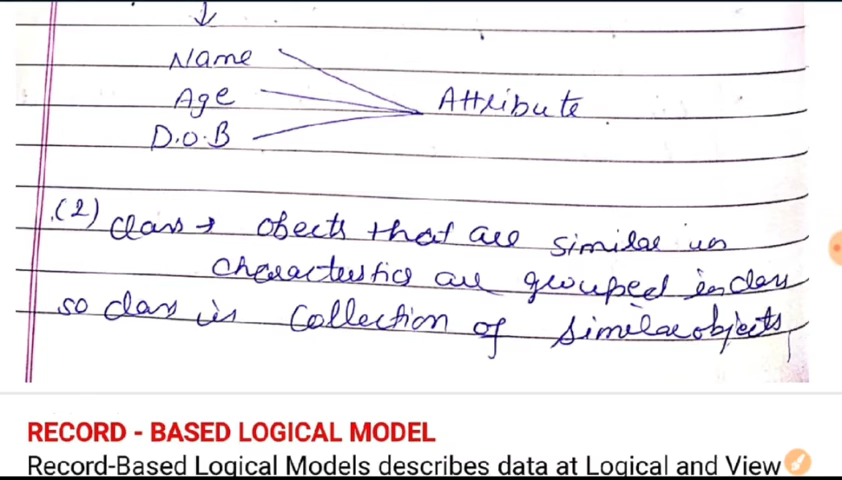 Name
Age
Attribute
D.O.B
(2) class → obects that are similar in
characteristics are grouped in class
so class is collection of similar objects
RECORD - BASED LOGICAL MODEL
Record-Based Logical Models describes data at Logical and View